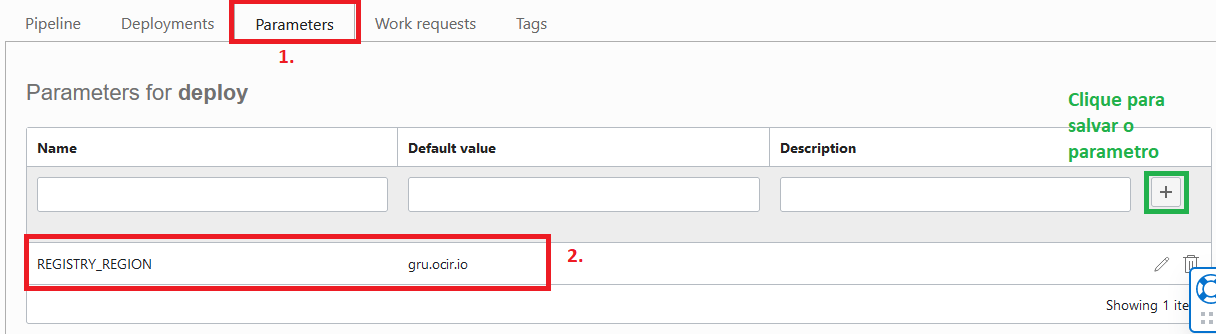 Pipeline Deployments Parameters Work requests Tags
1.
Parameters for deploy
Clique para
salvar o
parametro
Name Default value Description
+
REGISTRY_REGION gru.ocir.io
2.
Showing 1 ite